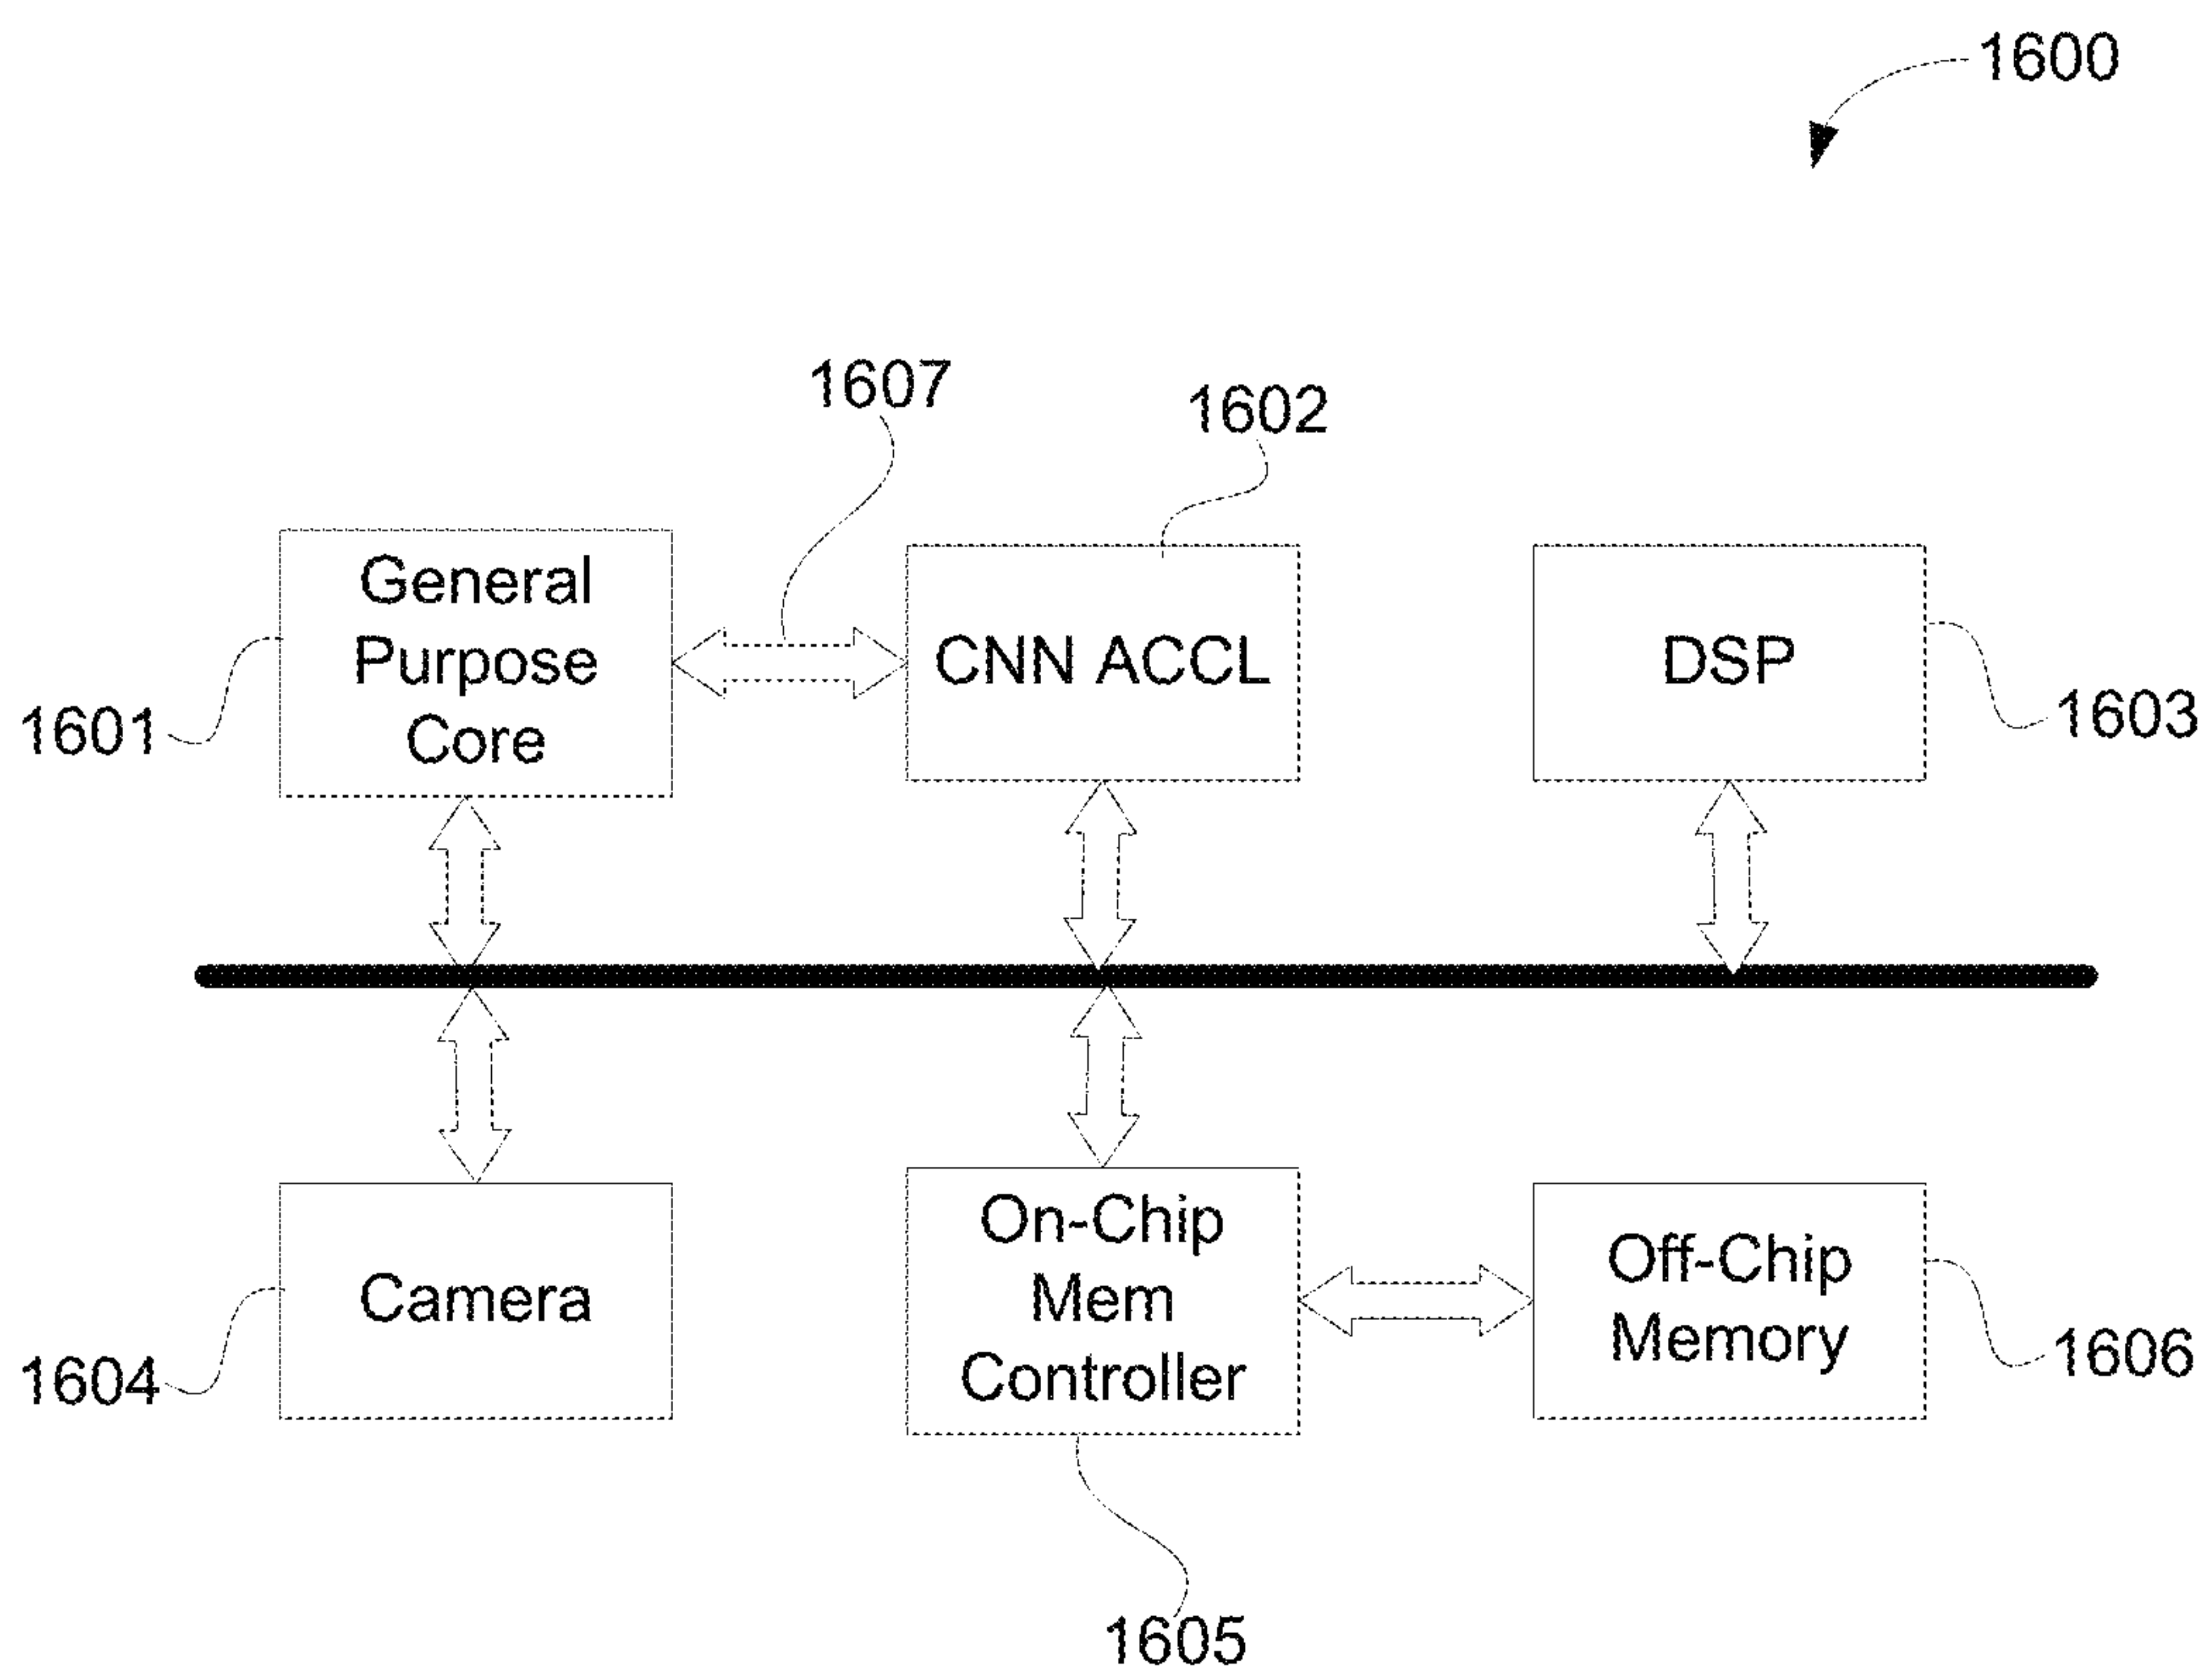 1600
1607
1602
General
Purpose
Core
CNN ACCL
DSP
1601
1603
Camera
On-Chip
Mem
Controller
Off-Chip
Memory
1604
1606
1605